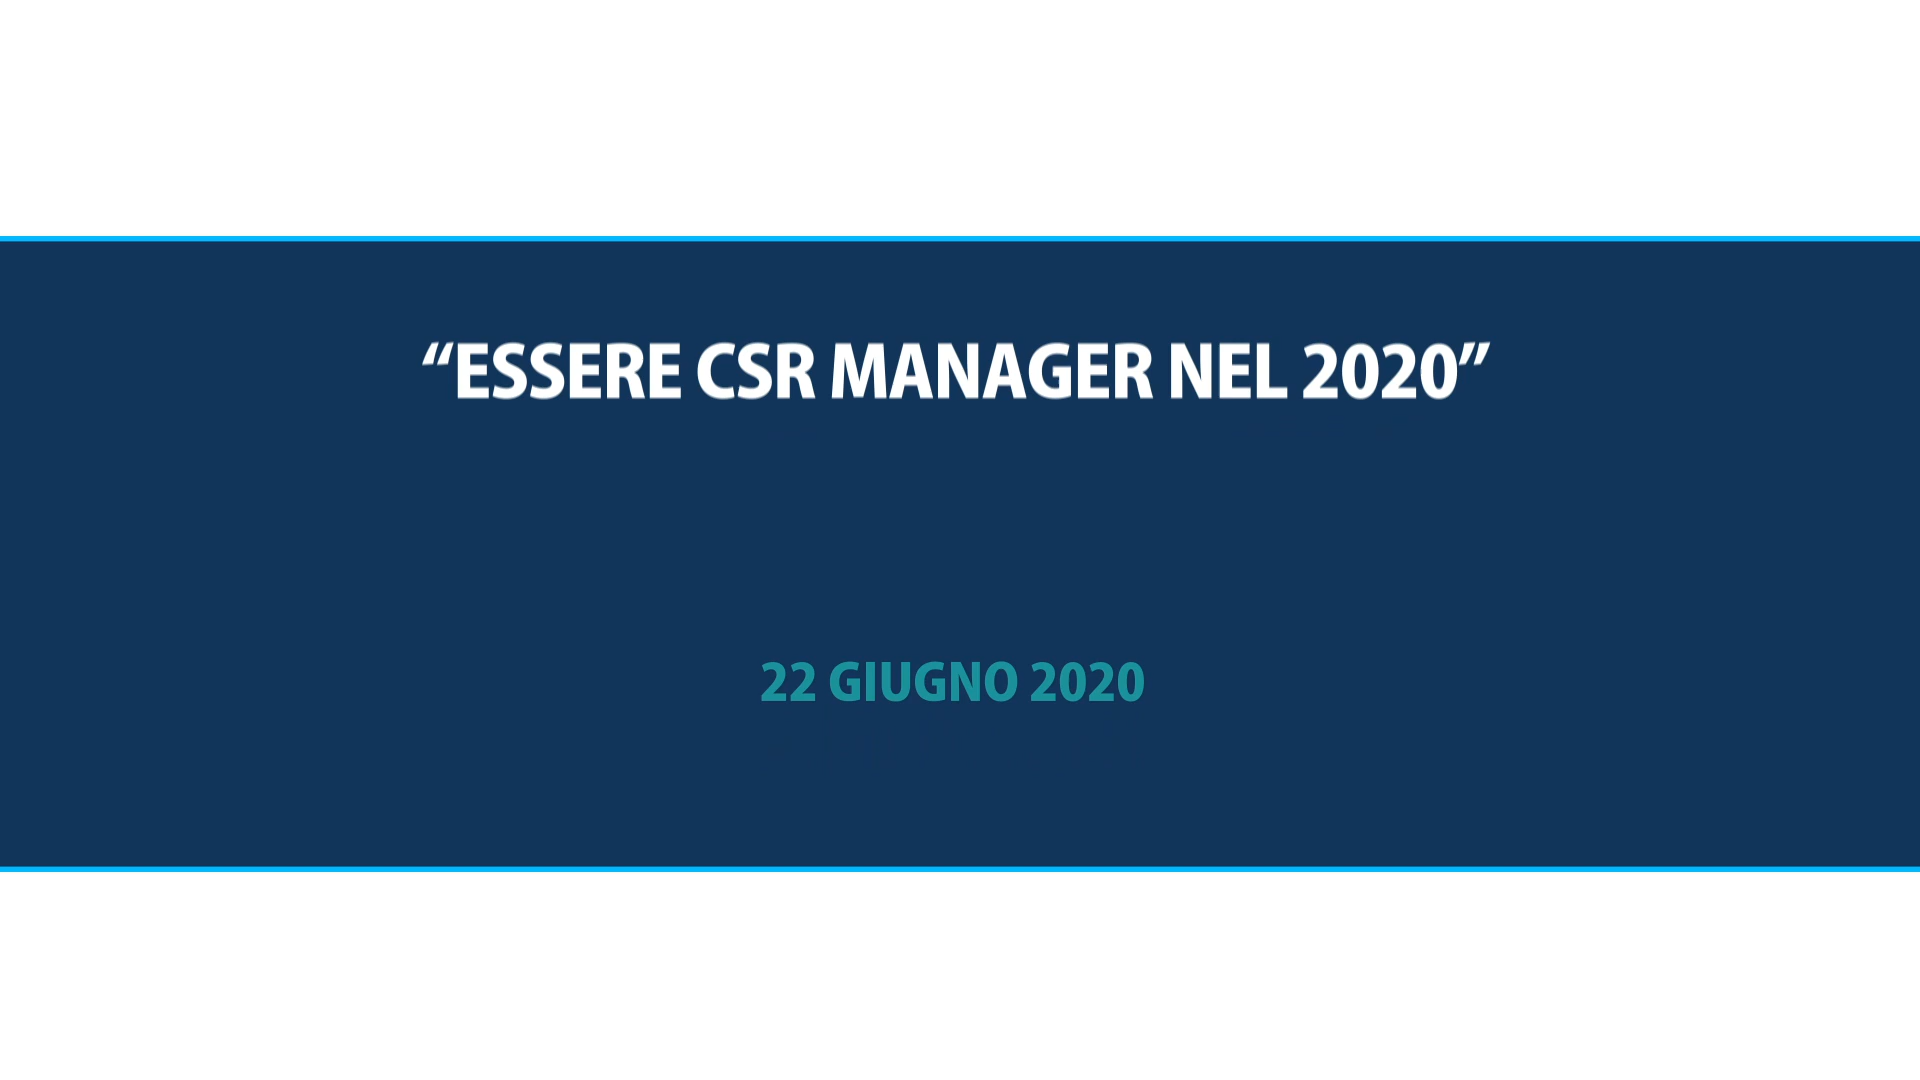 “ESSERE CSR MANAGER NEL 2020”
22 GIUGNO 2020